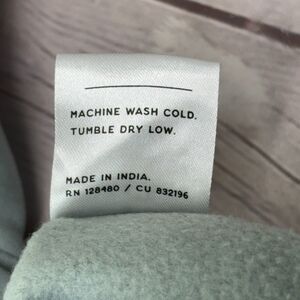 MACHINE WASH COLD.
TUMBLE DRY LOW.
MADE IN INDIA.
RN 128480 / CU 832196